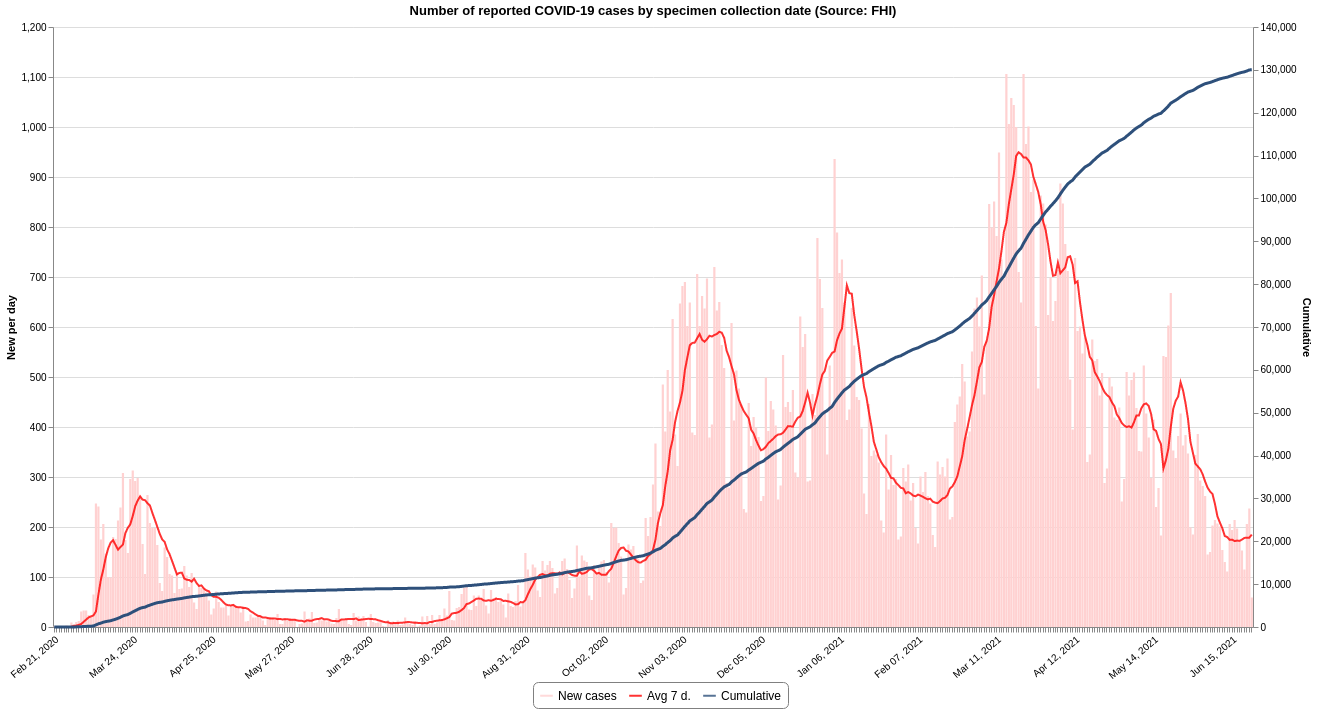 Number of reported COVID-19 cases by specimen collection date (Source: FHI)
1,200
1,100
1,000
900
800
700
600
500
400
300
200
100
0
New per day
140,000
130,000
120,000
110,000
100,000
90,000
80,000
70,000
60,000
50,000
40,000
30,000
20,000
10,000
0
Cumulative
Feb 21, 2020
Mar 24, 2020
Apr 25, 2020
May 27, 2020
Jun 28, 2020
Jul 30, 2020
Aug 31, 2020
Oct 02, 2020
Nov 03, 2020
Dec 05, 2020
Jan 06, 2021
Feb 07, 2021
Mar 11, 2021
Apr 12, 2021
May 14, 2021
Jun 15, 2021
New cases Avg 7 d. Cumulative